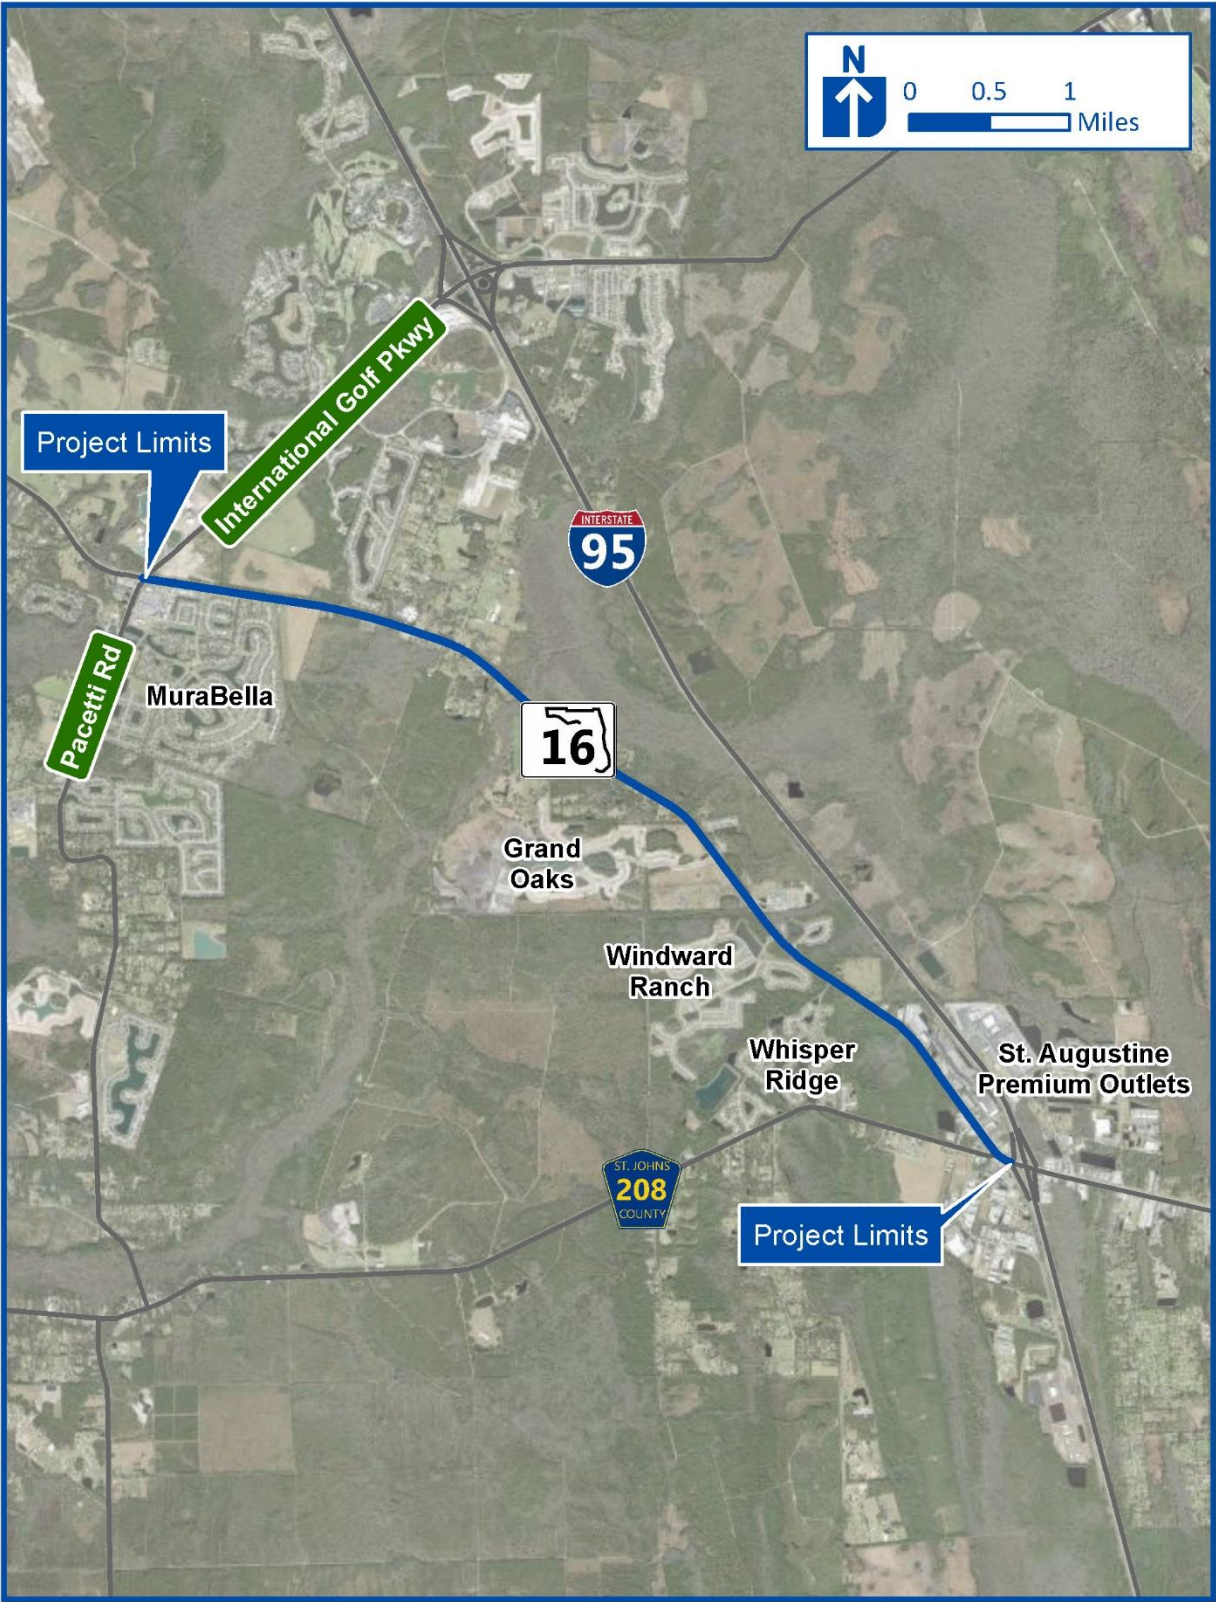 N
0 0.5 1
Miles
International Golf Pkwy
Project Limits
INTERSTATE
95
Pacetti Rd
MuraBella
16
Grand
Oaks
Windward
Ranch
Whisper
Ridge
St. Augustine
Premium Outlets
ST. JOHNS
208
COUNTY
Project Limits